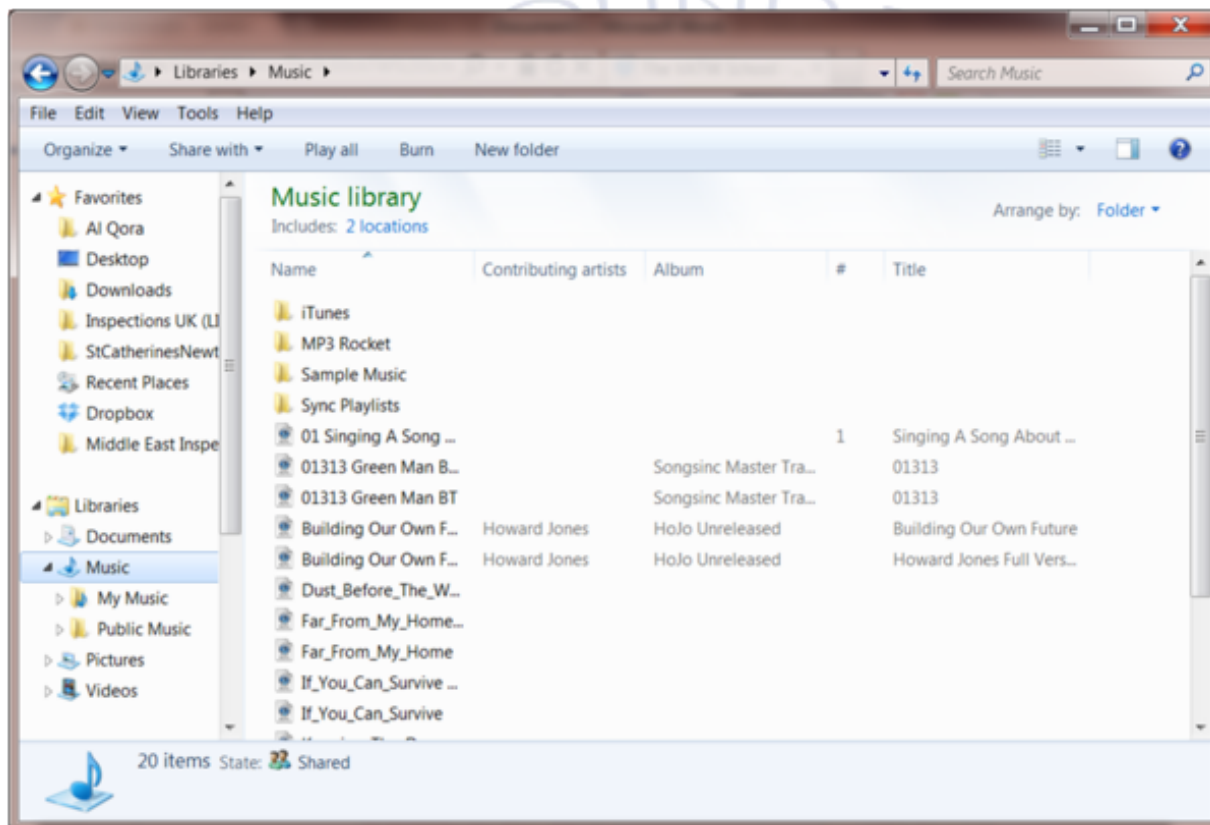 Libraries Music
Search Music
File Edit View Tools Help
Organize Share with Play all Burn New folder
Favorites
Al Qora
Desktop
Downloads
Inspections UK (LI
StCatherinesNewt
Recent Places
Dropbox
Middle East Inspe
Libraries
Documents
Music
My Music
Public Music
Pictures
Videos
Music library
Includes: 2 locations
Arrange by: Folder
Name Contributing artists Album # Title
iTunes
MP3 Rocket
Sample Music
Sync Playlists
01 Singing A Song ... 1 Singing A Song About ...
01313 Green Man B... Songsinc Master Tra... 01313
01313 Green Man BT Songsinc Master Tra... 01313
Building Our Own F... Howard Jones HoJo Unreleased Building Our Own Future
Building Our Own F... Howard Jones HoJo Unreleased Howard Jones Full Vers...
Dust_Before_The_W...
Far_From_My_Home...
Far_From_My_Home
If_You_Can_Survive ...
If_You_Can_Survive
20 items State: Shared